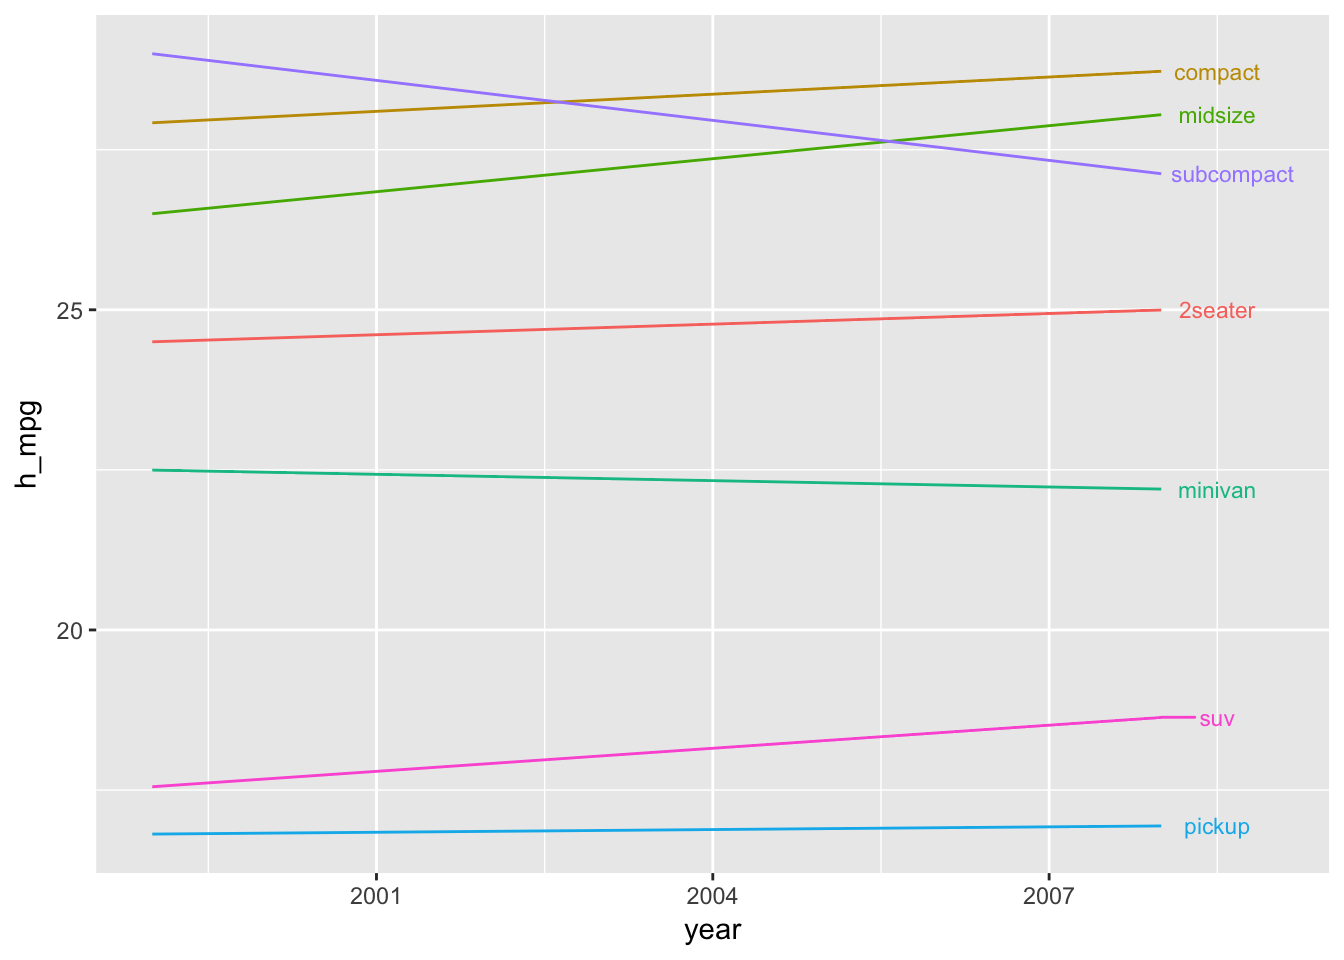 compact
midsize
subcompact
25
2seater
h_mpg
minivan
20
suv
pickup
2001 2004 2007
year